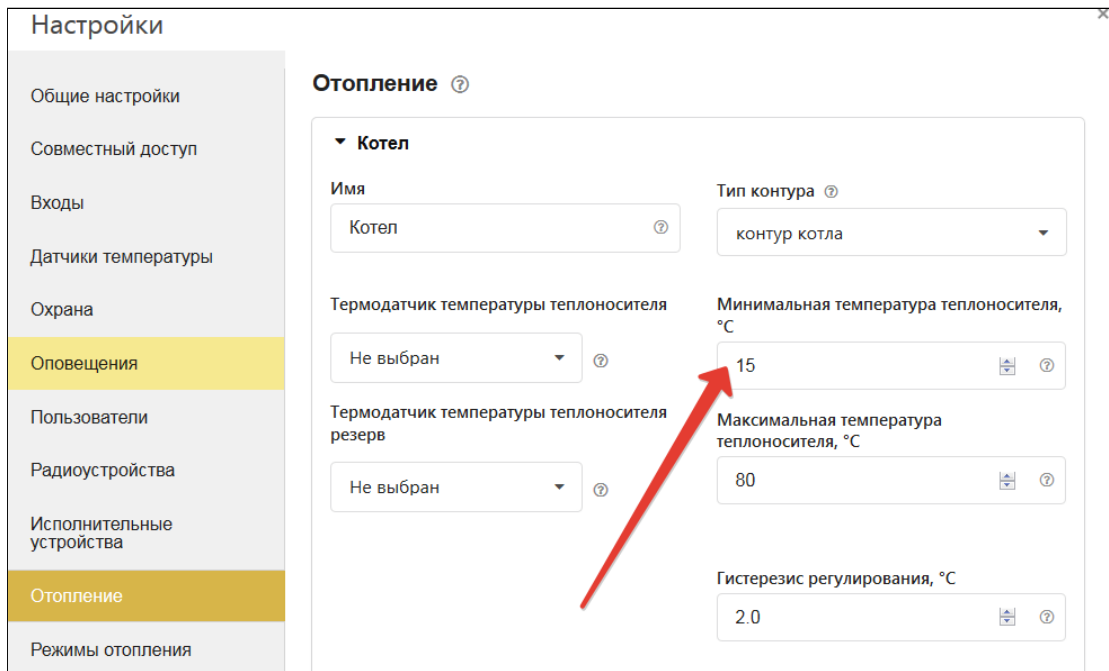 Настройки
Общие настройки
Совместный доступ
Входы
Датчики температуры
Охрана
Оповещения
Пользователи
Радиоустройства
Исполнительные
устройства
Отопление
Режимы отопления
Отопление
Котел
Имя
Котел
Тип контура
контур котла
Термодатчик температуры теплоносителя
Не выбран
Минимальная температура теплоносителя,
°C
15
Термодатчик температуры теплоносителя
резерв
Не выбран
Максимальная температура
теплоносителя, °C
80
Гистерезис регулирования, °C
2.0